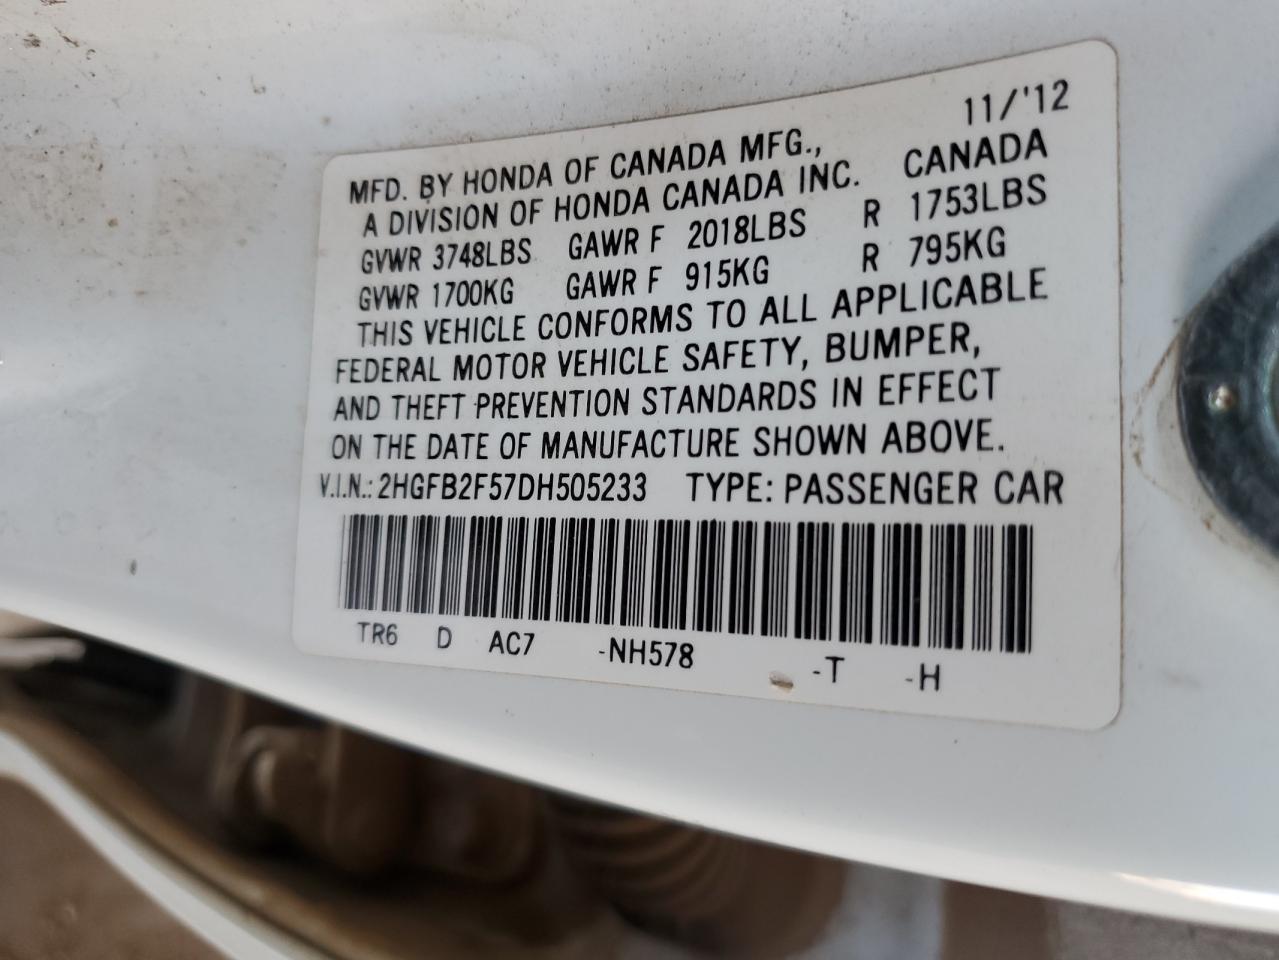 11/'12
MFD. BY HONDA OF CANADA MFG.,
A DIVISION OF HONDA CANADA INC. CANADA
GVWR 3748LBS GAWR F 2018LBS R 1753LBS
GVWR 1700KG GAWR F 915KG R 795KG
THIS VEHICLE CONFORMS TO ALL APPLICABLE
FEDERAL MOTOR VEHICLE SAFETY, BUMPER,
AND THEFT PREVENTION STANDARDS IN EFFECT
ON THE DATE OF MANUFACTURE SHOWN ABOVE.
V.I.N.: 2HGFB2F57DH505233 TYPE: PASSENGER CAR
TR6 D AC7 -NH578 -T -H